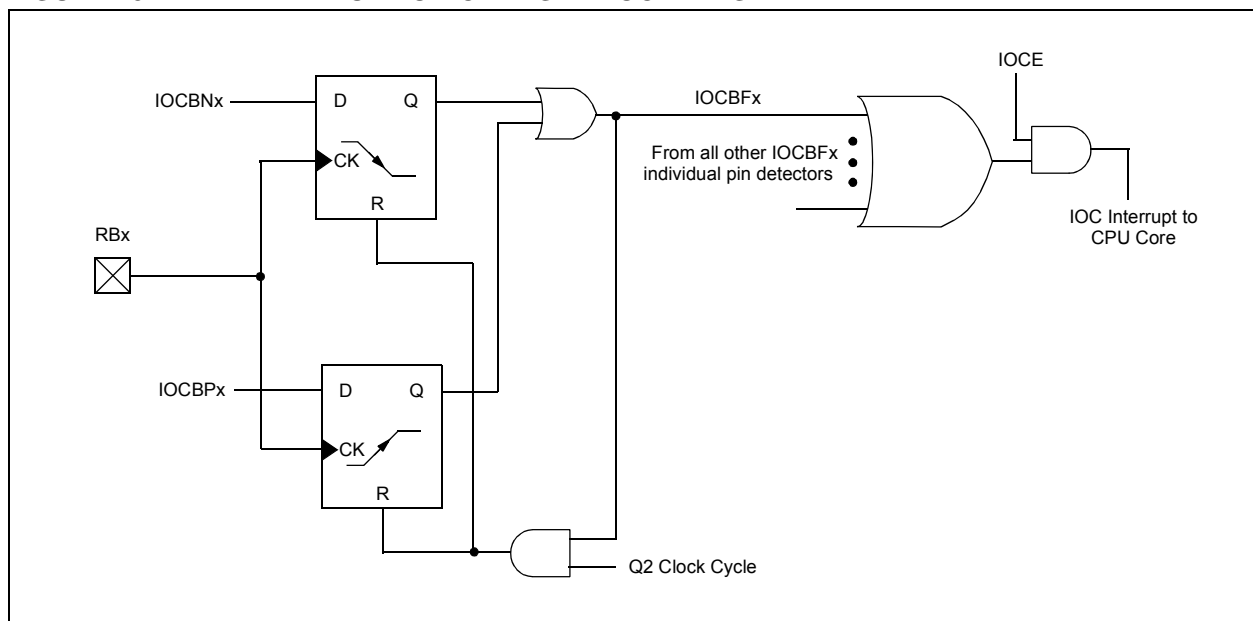 IOCE
IOCBNx
D
Q
IOCBFx
CK
From all other IOCBFx
individual pin detectors
R
IOC Interrupt to
CPU Core
RBx
IOCBPx
D
Q
CK
R
Q2 Clock Cycle